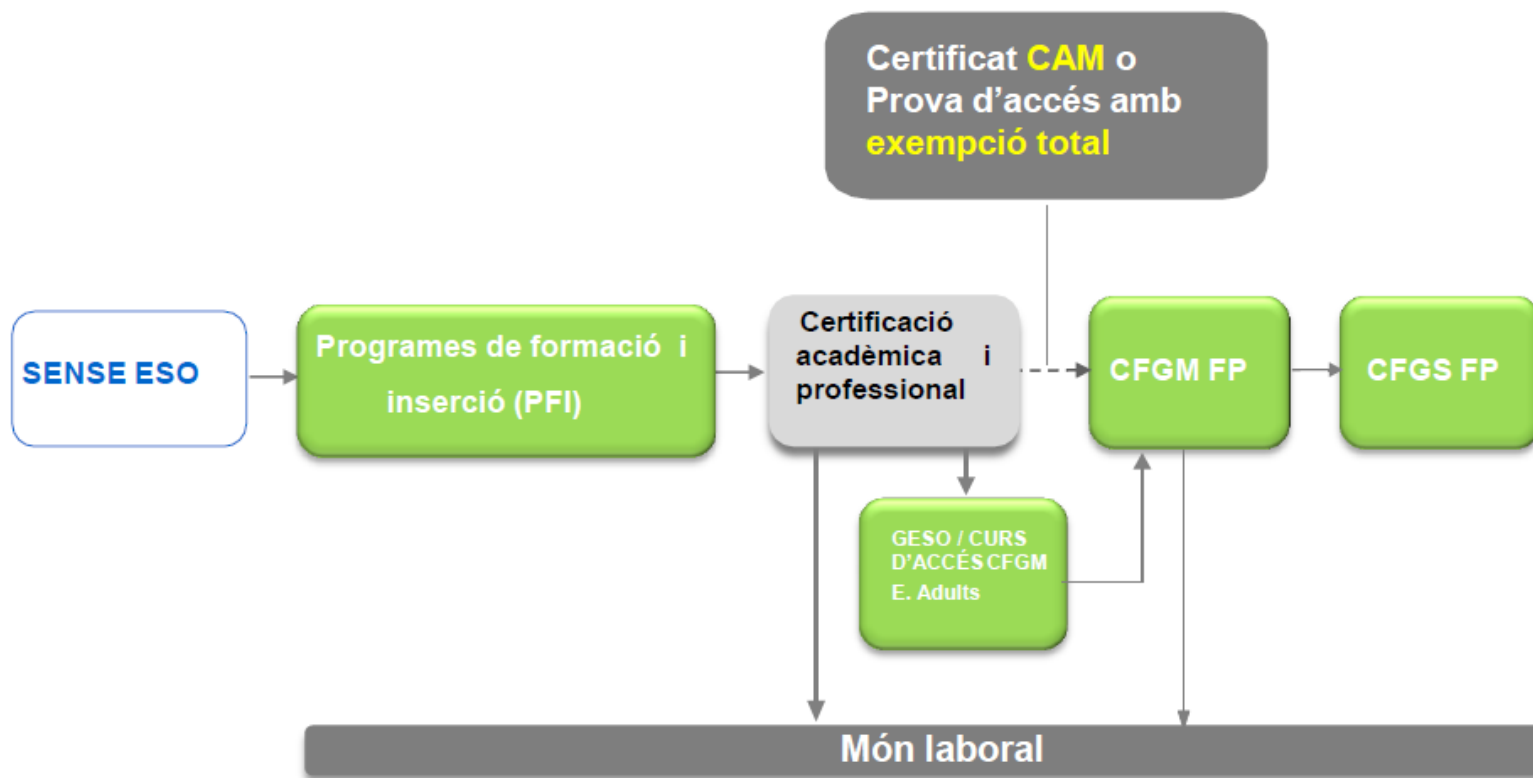 Certificat CAM o
Prova d'accés amb
exempció total
SENSE ESO
Programes de formació i
inserció (PFI)
Certificació
acadèmica i
professional
CFGM FP
CFGS FP
GESO / CURS
D'ACCÉS CFGM
E. Adults
Món laboral